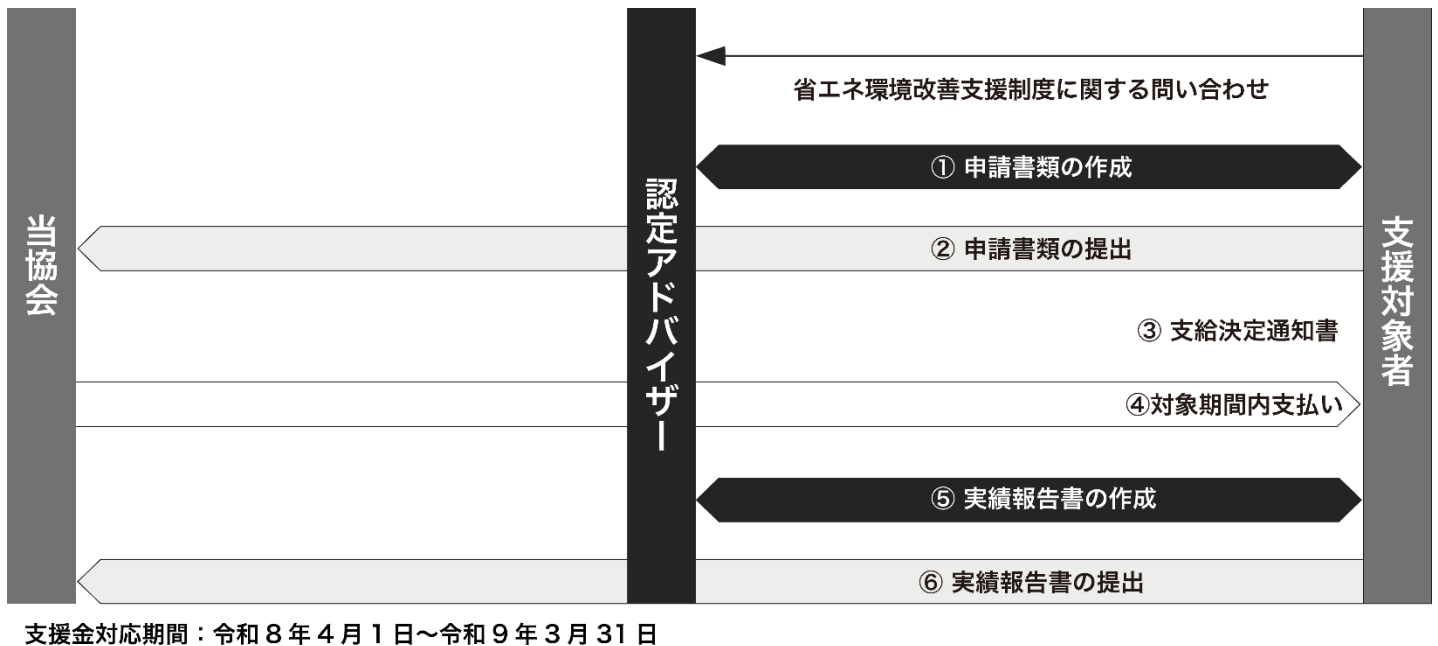 当協会
認定アドバイザー
支援対象者
省エネ環境改善支援制度に関する問い合わせ
① 申請書類の作成
② 申請書類の提出
③ 支給決定通知書
④対象期間内支払い
⑤ 実績報告書の作成
⑥ 実績報告書の提出
支援金対応期間：令和８年４月１日～令和９年３月 31 日